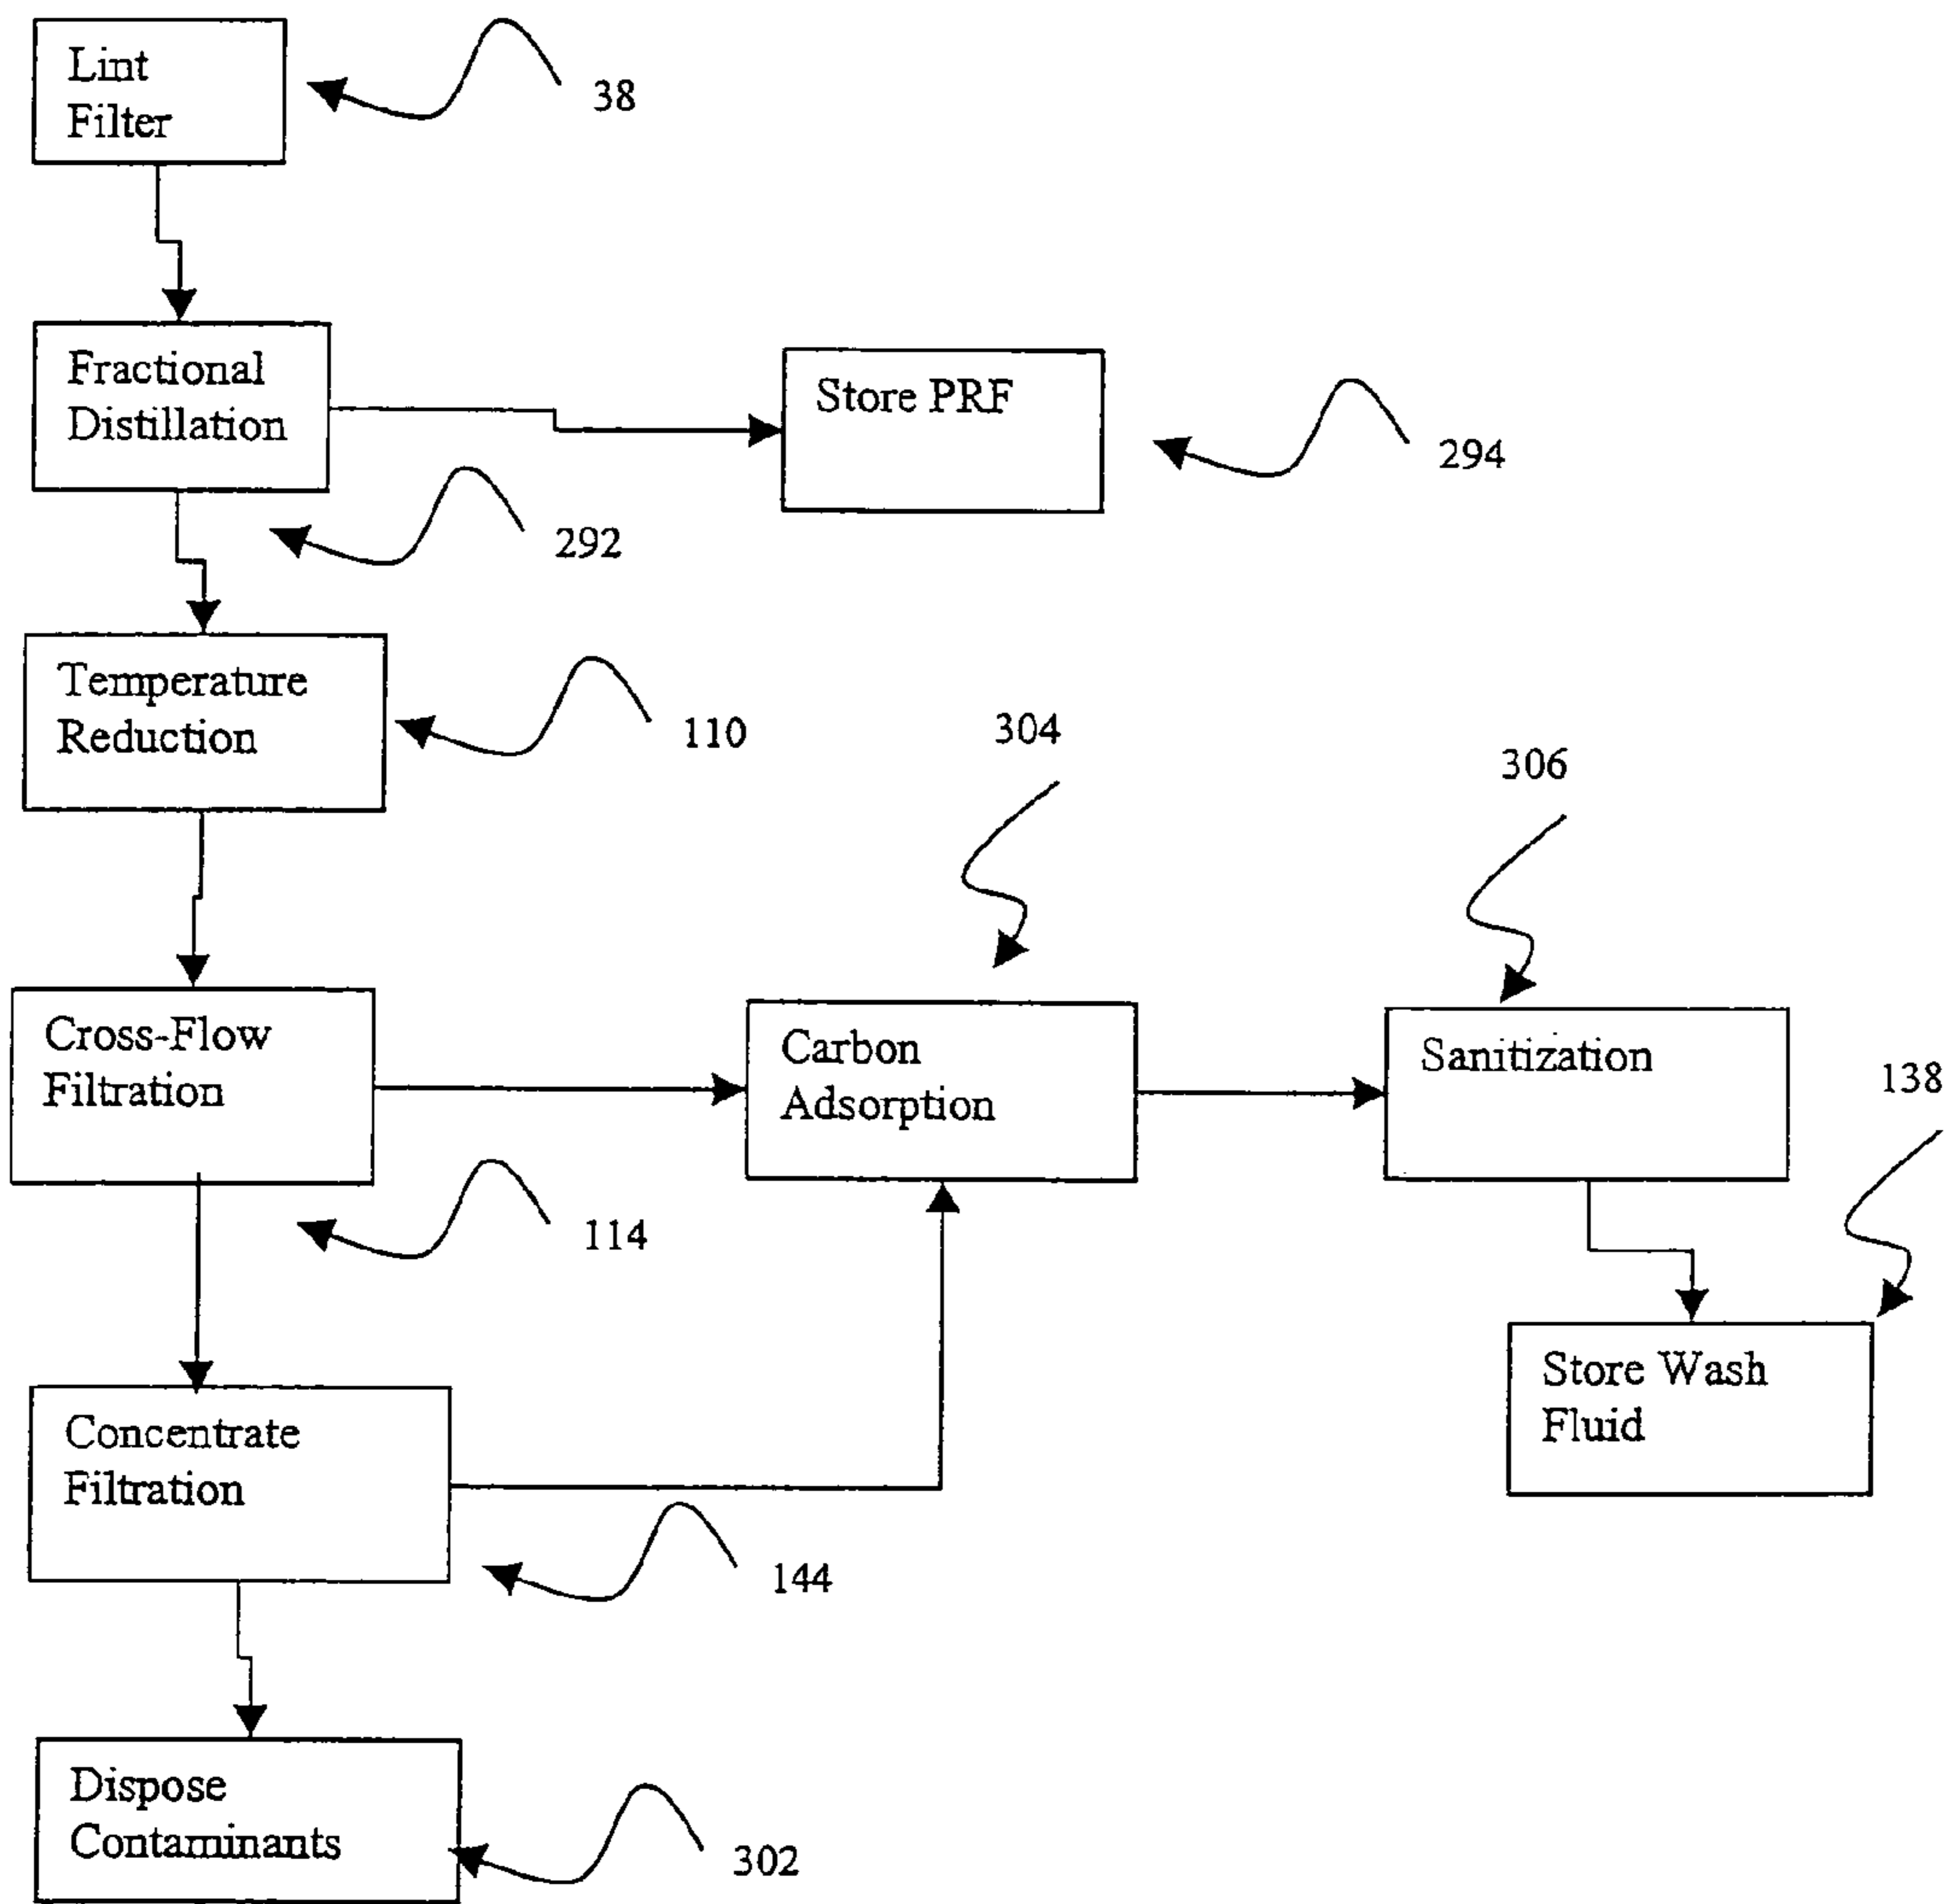 Lint
Filter
38
Fractional
Distillation
Store PRF
294
292
Temperature
Reduction
110
304
306
Cross-Flow
Filtration
Carbon
Adsorption
Sanitization
138
114
Store Wash
Fluid
Concentrate
Filtration
144
Dispose
Contaminants
302